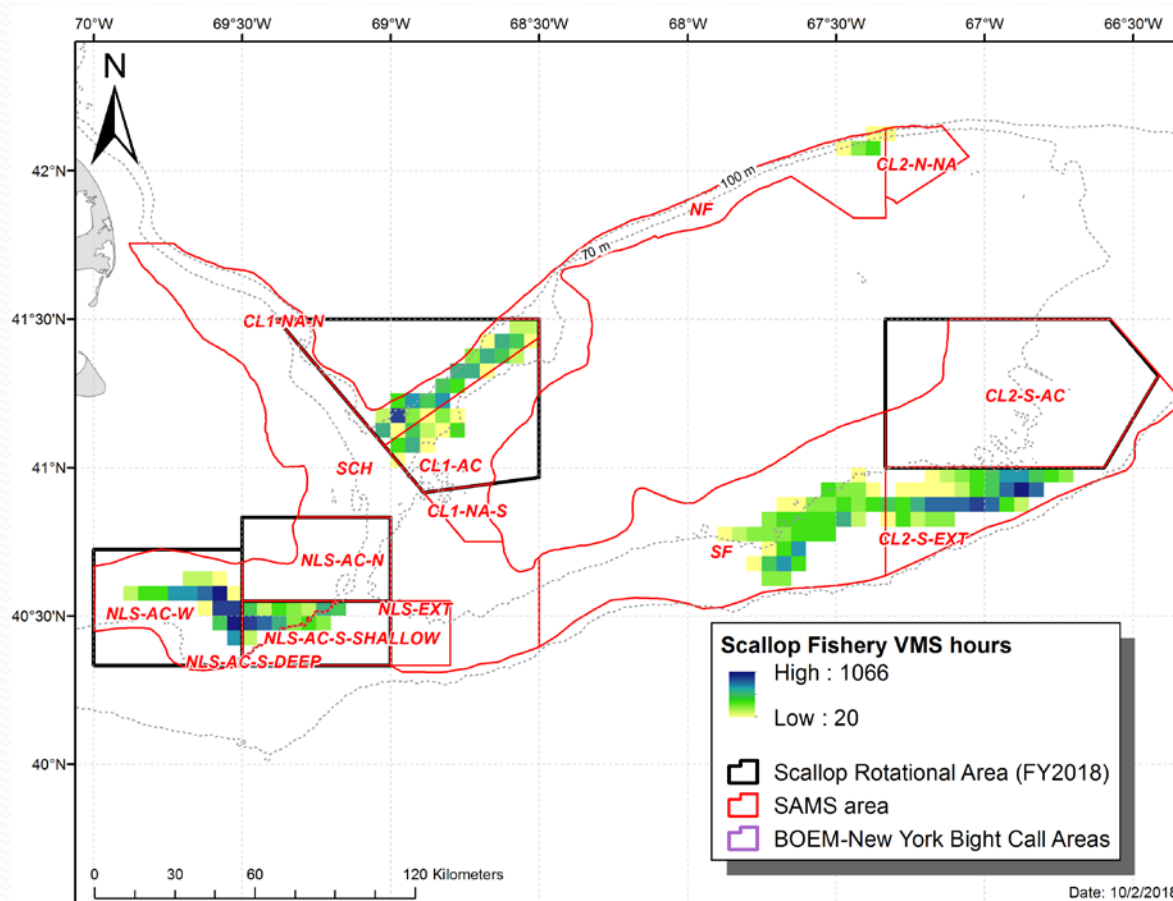 70°W 69°30'W 69°W 68°30'W 68°W 67°30'W 67°W 66°30'W
N
42°N
41°30'N
41°N
40°30'N
40°N
CL2-N-NA
100 m
NF
70 m
CL1-NA-N
CL2-S-AC
SCH
CL1-AC
CL1-NA-S
SF
CL2-S-EXT
NLS-AC-N
NLS-AC-W
NLS-EXT
NLS-AC-S-SHALLOW
NLS-AC-S-DEEP
Scallop Fishery VMS hours
High : 1066
Low : 20
Scallop Rotational Area (FY2018)
SAMS area
BOEM-New York Bight Call Areas
0 30 60 120 Kilometers
Date: 10/2/2018